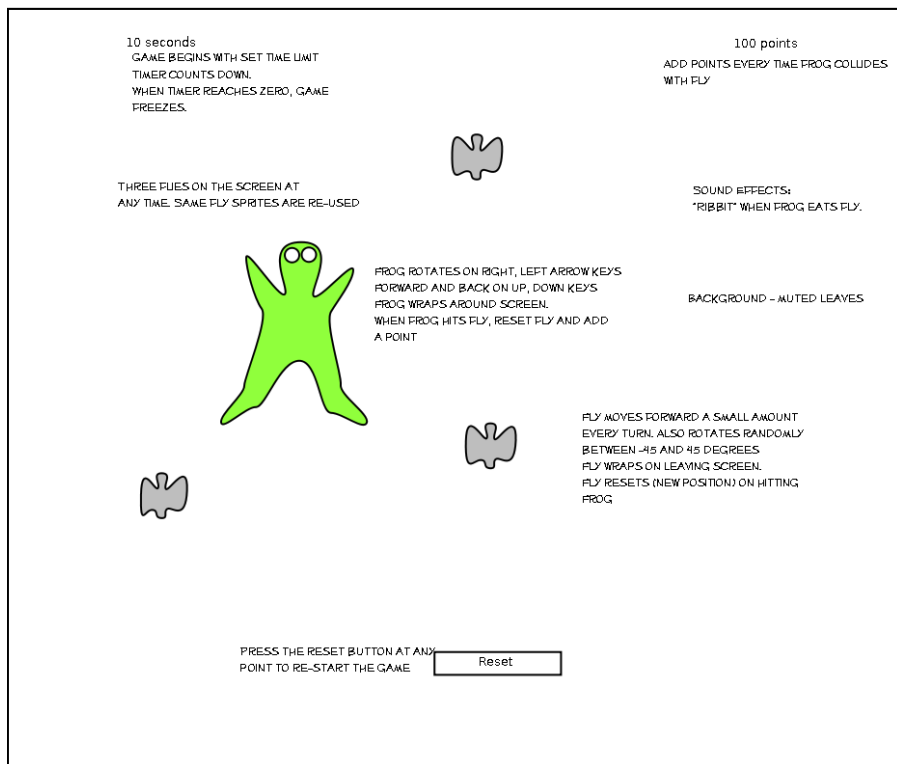 10 seconds
GAME BEGINS WITH SET TIME LIMIT
TIMER COUNTS DOWN.
WHEN TIMER REACHES ZERO, GAME
FREEZES.
100 points
ADD POINTS EVERY TIME FROG COLLIDES
WITH FLY
THREE FLIES ON THE SCREEN AT
ANY TIME. SAME FLY SPRITES ARE RE-USED
SOUND EFFECTS:
"RIBBIT" WHEN FROG EATS FLY.
FROG ROTATES ON RIGHT, LEFT ARROW KEYS
FORWARD AND BACK ON UP, DOWN KEYS
FROG WRAPS AROUND SCREEN.
WHEN FROG HITS FLY, RESET FLY AND ADD
A POINT
BACKGROUND - MUTED LEAVES
FLY MOVES FORWARD A SMALL AMOUNT
EVERY TURN. ALSO ROTATES RANDOMLY
BETWEEN -45 AND 45 DEGREES
FLY WRAPS ON LEAVING SCREEN.
FLY RESETS (NEW POSITION) ON HITTING
FROG
PRESS THE RESET BUTTON AT ANY
POINT TO RE-START THE GAME
Reset